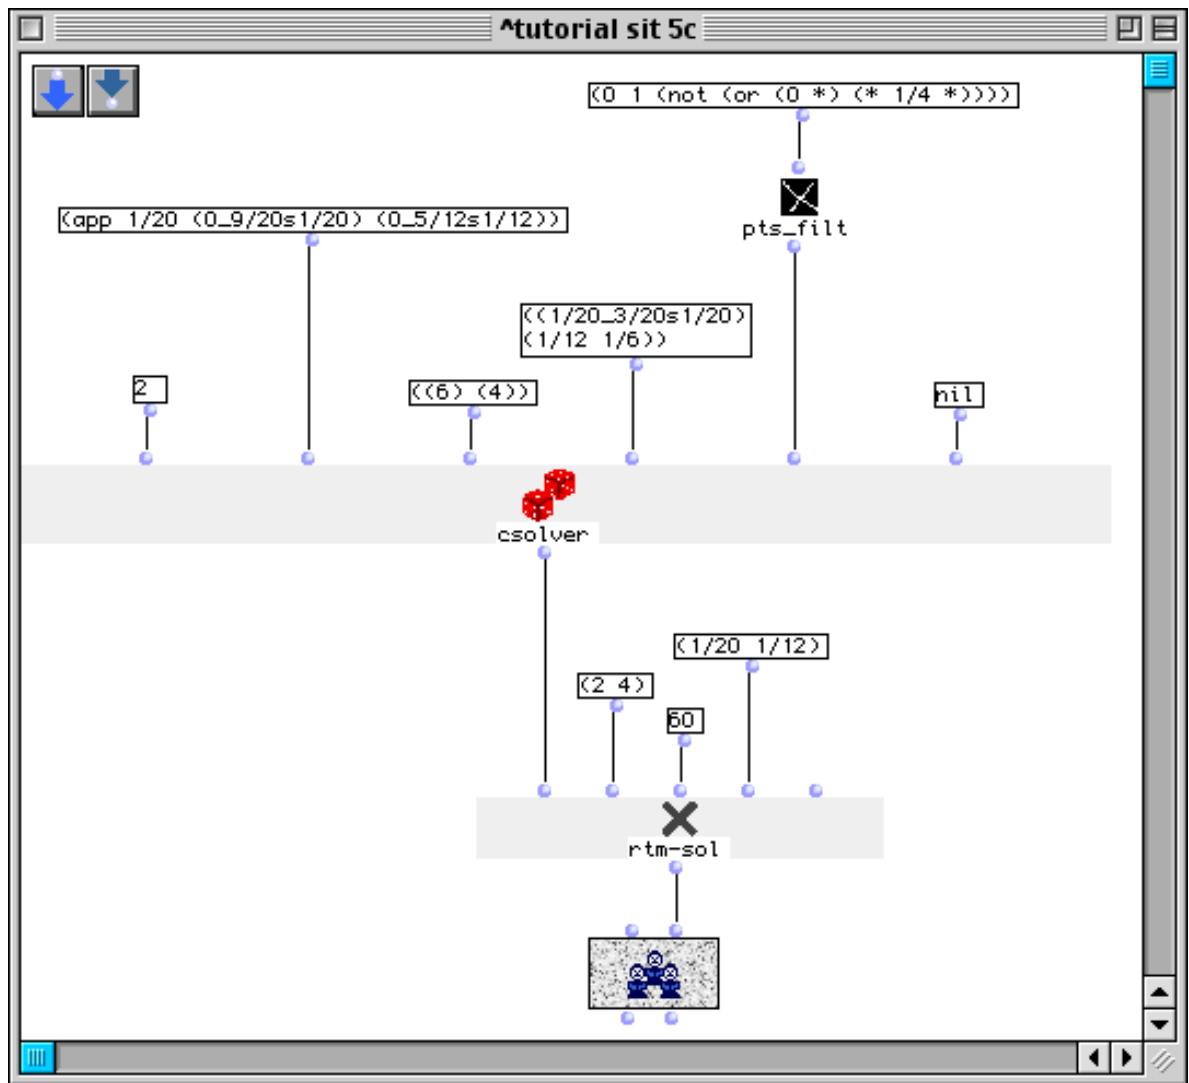 ^tutorial sit 5c
(0 1 (not (or (0 *) (* 1/4 *))))
pts_filt
(app 1/20 (0_9/20s1/20) (0_5/12s1/12))
((1/20_3/20s1/20)
(1/12 1/6))
2
((6) (4))
nil
csolver
(1/20 1/12)
(2 4)
60
rtm-sol